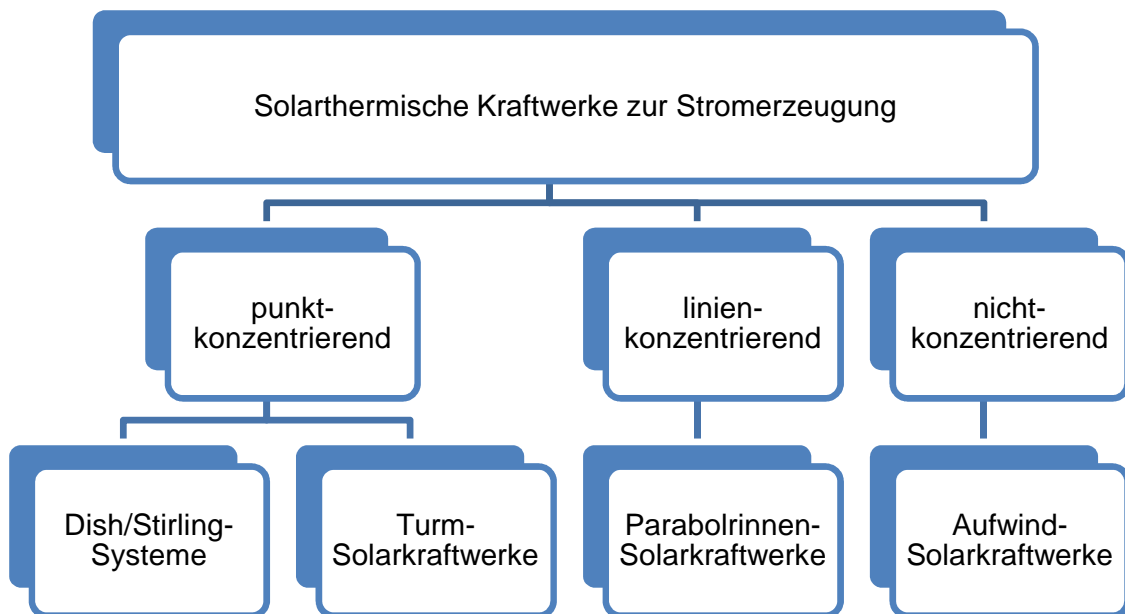 Solarthermische Kraftwerke zur Stromerzeugung
punkt-
konzentrierend
linien-
konzentrierend
nicht-
konzentrierend
Dish/Stirling-
Systeme
Turm-
Solarkraftwerke
Parabolrinnen-
Solarkraftwerke
Aufwind-
Solarkraftwerke